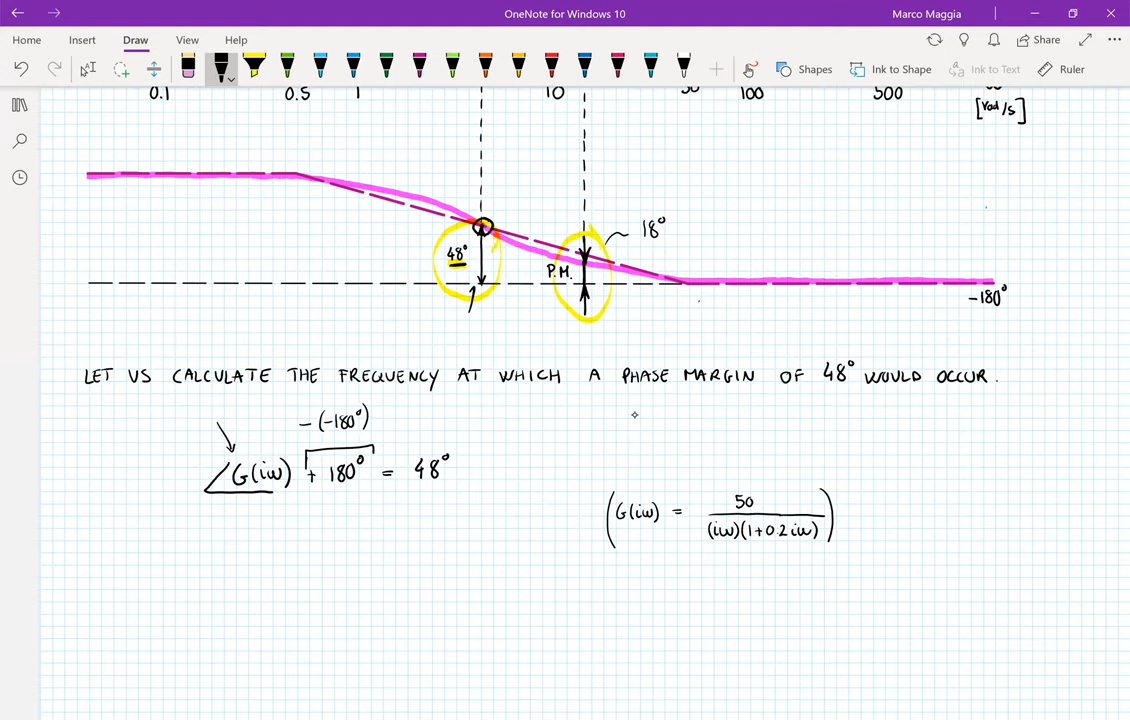 OneNote for Windows 10
Marco Maggia
Home Insert Draw View Help
Share
Shapes
Ink to Shape
Ink to Text
Ruler
0.1 0.5 1 10 50 100 500
[rad/s]
18°
48°
P.M.
-180°
LET US CALCULATE THE FREQUENCY AT WHICH A PHASE MARGIN OF 48° WOULD OCCUR.
-(-180°)
∠G(iω) + 180° = 48°
(G(iω) = 50 / (iω)(1+0.2iω))